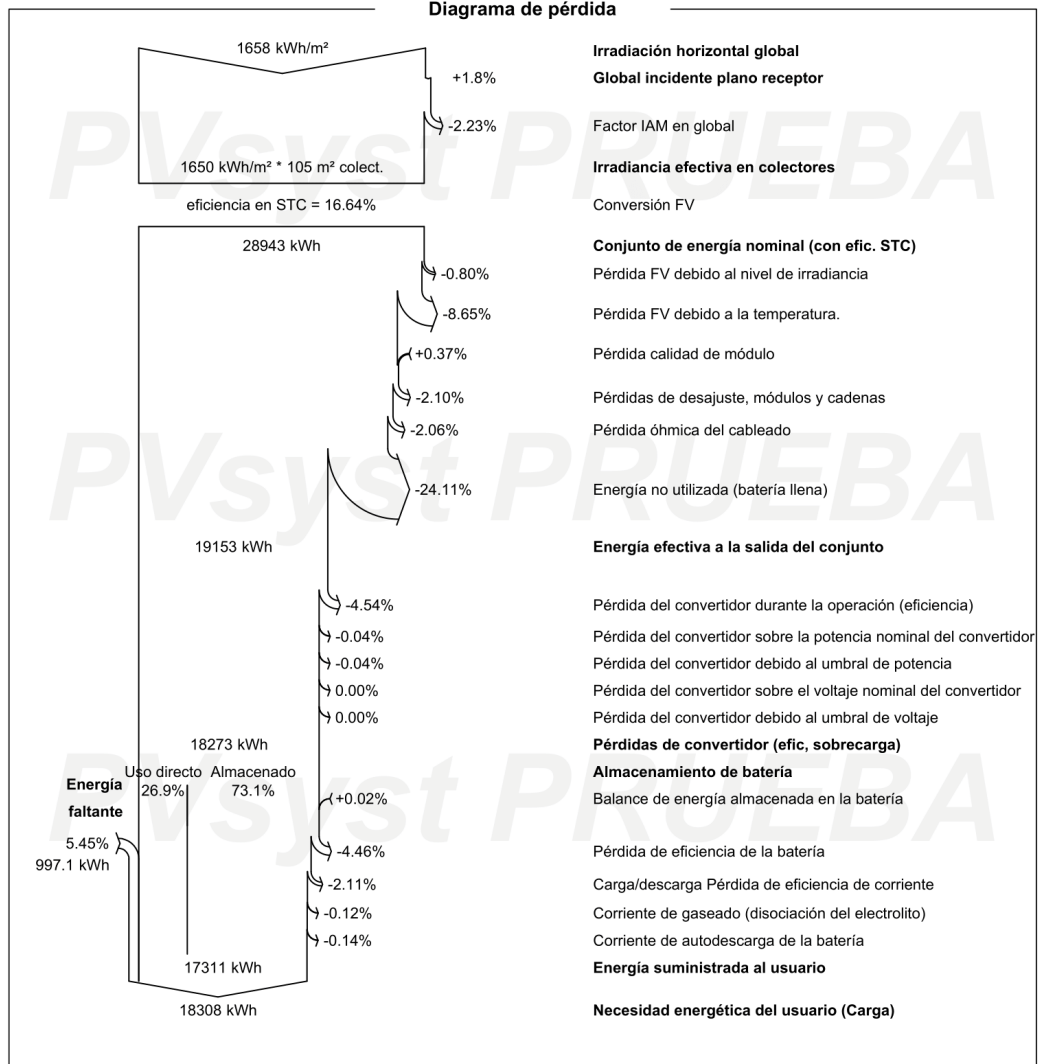 Diagrama de pérdida
1658 kWh/m²
Irradiación horizontal global
+1.8%
Global incidente plano receptor
-2.23%
Factor IAM en global
1650 kWh/m² * 105 m² colect.
Irradiancia efectiva en colectores
eficiencia en STC = 16.64%
Conversión FV
28943 kWh
Conjunto de energía nominal (con efic. STC)
-0.80%
Pérdida FV debido al nivel de irradiancia
-8.65%
Pérdida FV debido a la temperatura.
+0.37%
Pérdida calidad de módulo
-2.10%
Pérdidas de desajuste, módulos y cadenas
-2.06%
Pérdida óhmica del cableado
-24.11%
Energía no utilizada (batería llena)
19153 kWh
Energía efectiva a la salida del conjunto
-4.54%
Pérdida del convertidor durante la operación (eficiencia)
-0.04%
Pérdida del convertidor sobre la potencia nominal del convertidor
-0.04%
Pérdida del convertidor debido al umbral de potencia
0.00%
Pérdida del convertidor sobre el voltaje nominal del convertidor
0.00%
Pérdida del convertidor debido al umbral de voltaje
18273 kWh
Pérdidas de convertidor (efic, sobrecarga)
Uso directo Almacenado
Almacenamiento de batería
Energía
faltante
26.9% 73.1%
+0.02%
Balance de energía almacenada en la batería
5.45%
997.1 kWh
-4.46%
Pérdida de eficiencia de la batería
-2.11%
Carga/descarga Pérdida de eficiencia de corriente
-0.12%
Corriente de gaseado (disociación del electrolito)
-0.14%
Corriente de autodescarga de la batería
17311 kWh
Energía suministrada al usuario
18308 kWh
Necesidad energética del usuario (Carga)
PVsyst PRUEBA
PVsyst PRUEBA
PVsyst PRUEBA